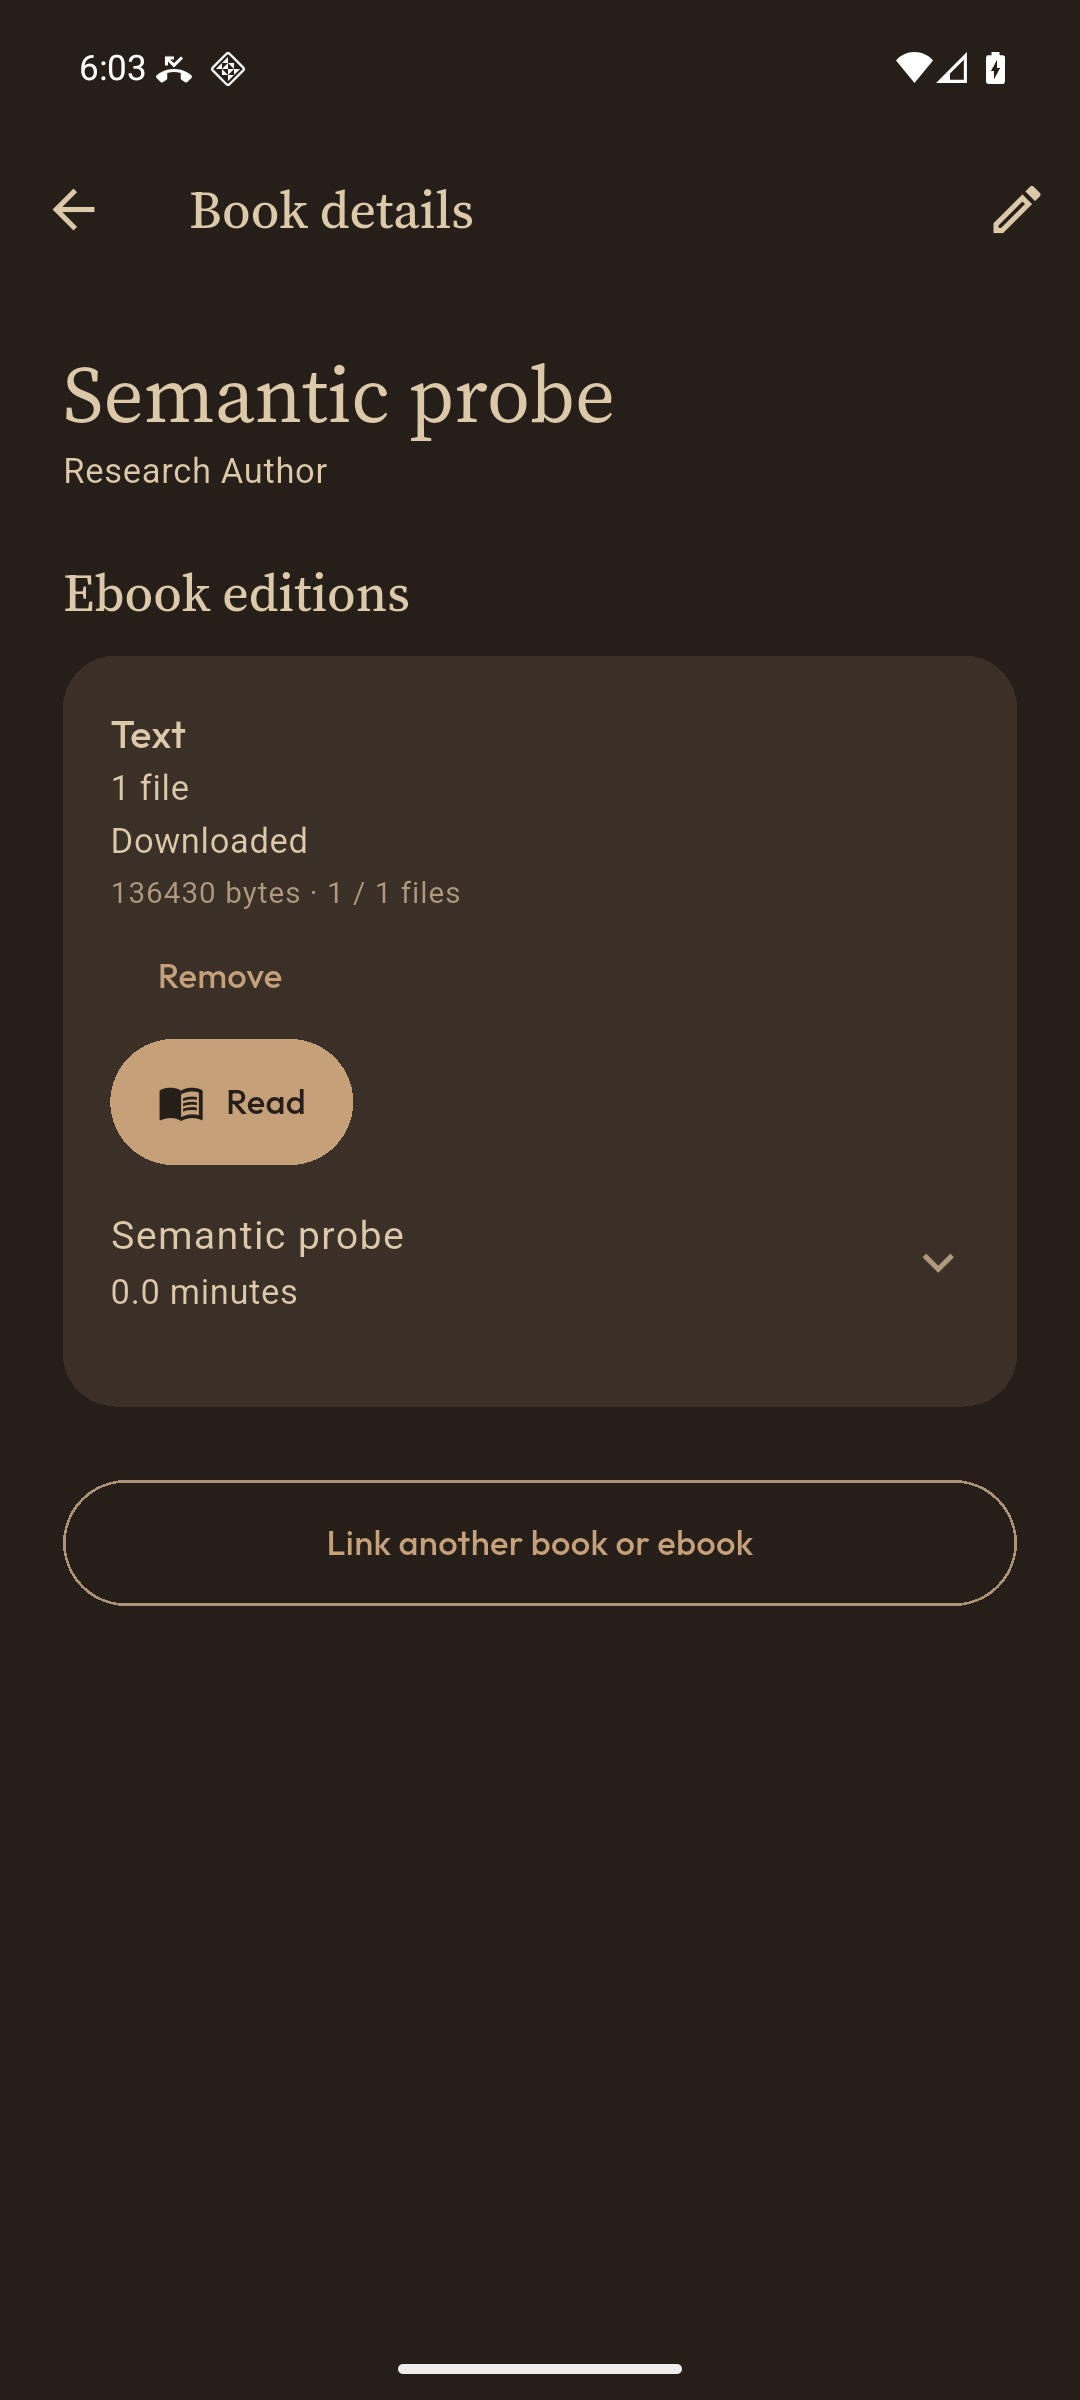 6:03
Book details
Semantic probe
Research Author
Ebook editions
Text
1 file
Downloaded
136430 bytes · 1 / 1 files
Remove
Read
Semantic probe
0.0 minutes
Link another book or ebook